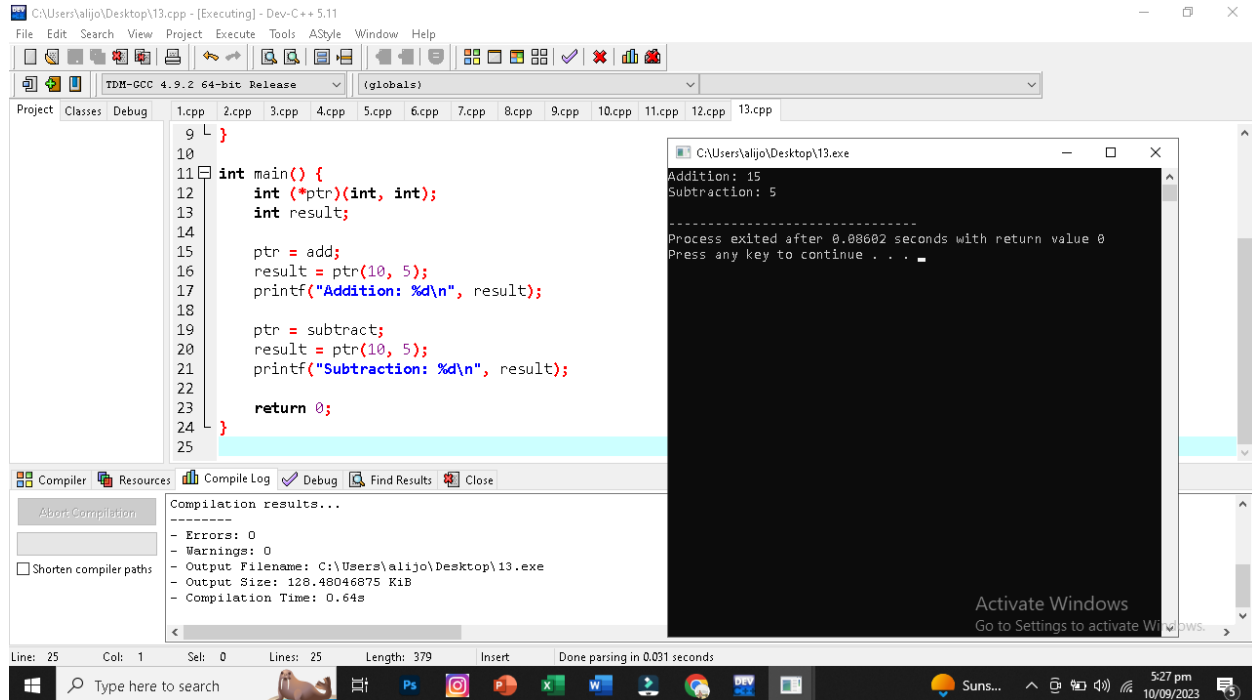 C:\Users\alijo\Desktop\13.cpp - [Executing] - Dev-C++ 5.11
File Edit Search View Project Execute Tools AStyle Window Help
TDM-GCC 4.9.2 64-bit Release (globals)
Project Classes Debug 1.cpp 2.cpp 3.cpp 4.cpp 5.cpp 6.cpp 7.cpp 8.cpp 9.cpp 10.cpp 11.cpp 12.cpp 13.cpp
9 }
10
11 int main() {
12 int (*ptr)(int, int);
13 int result;
14
15 ptr = add;
16 result = ptr(10, 5);
17 printf("Addition: %d\n", result);
18
19 ptr = subtract;
20 result = ptr(10, 5);
21 printf("Subtraction: %d\n", result);
22
23 return 0;
24 }
25
C:\Users\alijo\Desktop\13.exe
Addition: 15
Subtraction: 5
--------------------------------
Process exited after 0.08602 seconds with return value 0
Press any key to continue . . .
Compiler Resources Compile Log Debug Find Results Close
Abort Compilation
Shorten compiler paths
Compilation results...
--------
- Errors: 0
- Warnings: 0
- Output Filename: C:\Users\alijo\Desktop\13.exe
- Output Size: 128.48046875 KiB
- Compilation Time: 0.64s
Activate Windows
Go to Settings to activate Windows.
Line: 25 Col: 1 Sel: 0 Lines: 25 Length: 379 Insert Done parsing in 0.031 seconds
Type here to search
Ps
DEV
Suns...
5:27 pm
10/09/2023
5